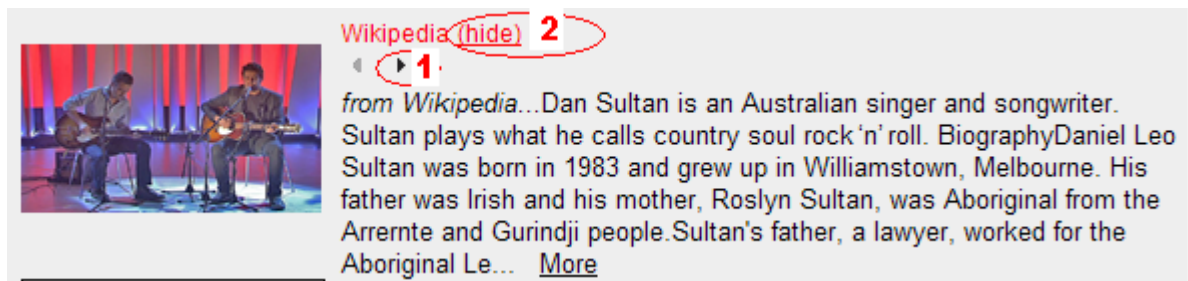 Wikipedia (hide) 2
1
from Wikipedia...Dan Sultan is an Australian singer and songwriter.
Sultan plays what he calls country soul rock ‘n’ roll. BiographyDaniel Leo
Sultan was born in 1983 and grew up in Williamstown, Melbourne. His
father was Irish and his mother, Roslyn Sultan, was Aboriginal from the
Arrernte and Gurindji people.Sultan's father, a lawyer, worked for the
Aboriginal Le... More